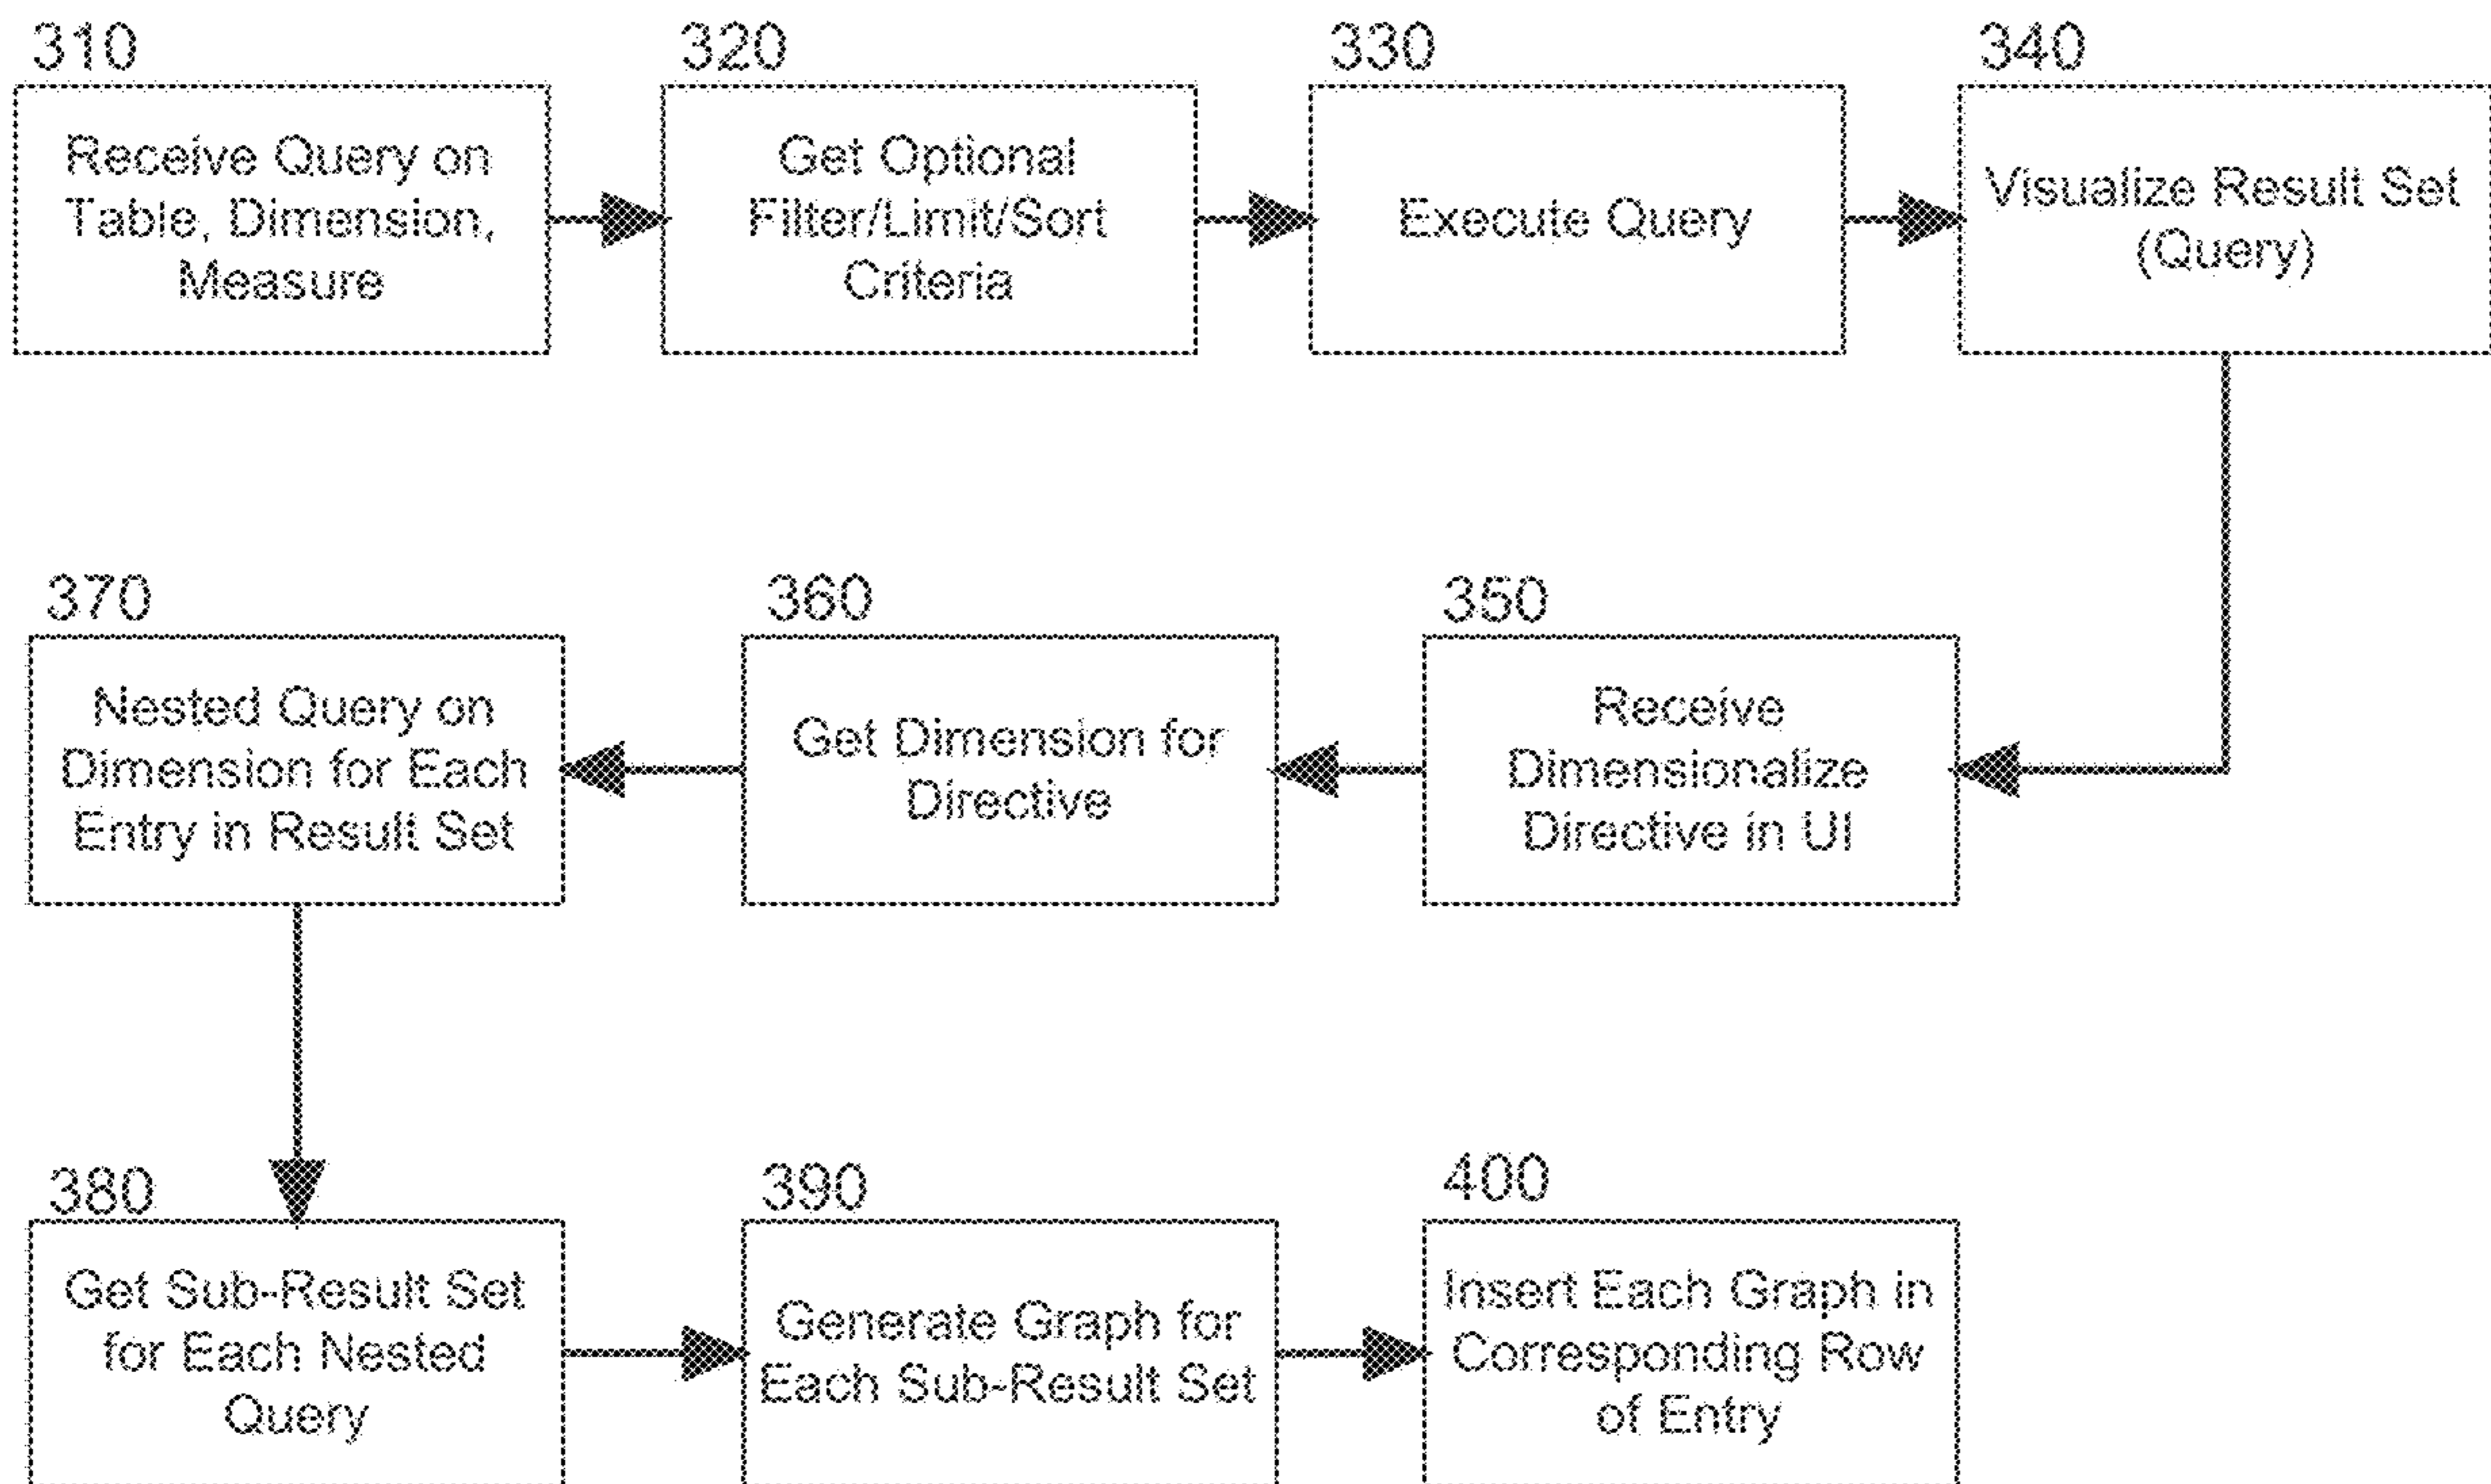 310
Receive Query on
Table, Dimension,
Measure
320
Get Optional
Filter/Limit/Sort
Criteria
330
Execute Query
340
Visualize Result Set
(Query)
350
Receive
Dimensionalize
Directive in UI
360
Get Dimension for
Directive
370
Nested Query on
Dimension for Each
Entry in Result Set
380
Get Sub-Result Set
for Each Nested
Query
390
Generate Graph for
Each Sub-Result Set
400
Insert Each Graph in
Corresponding Row
of Entry